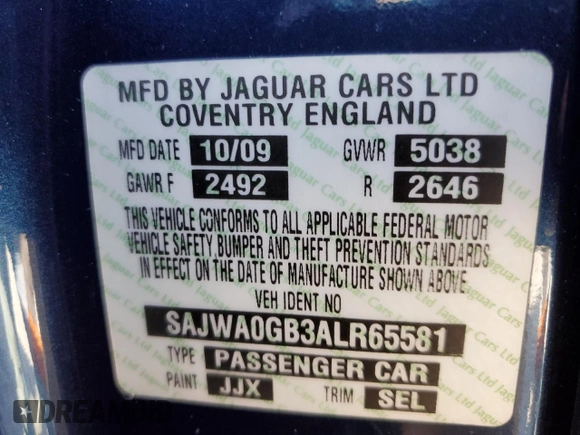 MFD BY JAGUAR CARS LTD
COVENTRY ENGLAND
MFD DATE 10/09 GVWR 5038
GAWR F 2492 R 2646
THIS VEHICLE CONFORMS TO ALL APPLICABLE FEDERAL MOTOR
VEHICLE SAFETY, BUMPER AND THEFT PREVENTION STANDARDS
IN EFFECT ON THE DATE OF MANUFACTURE SHOWN ABOVE.
VEH IDENT NO
SAJWA0GB3ALR65581
TYPE PASSENGER CAR
PAINT JJX TRIM SEL